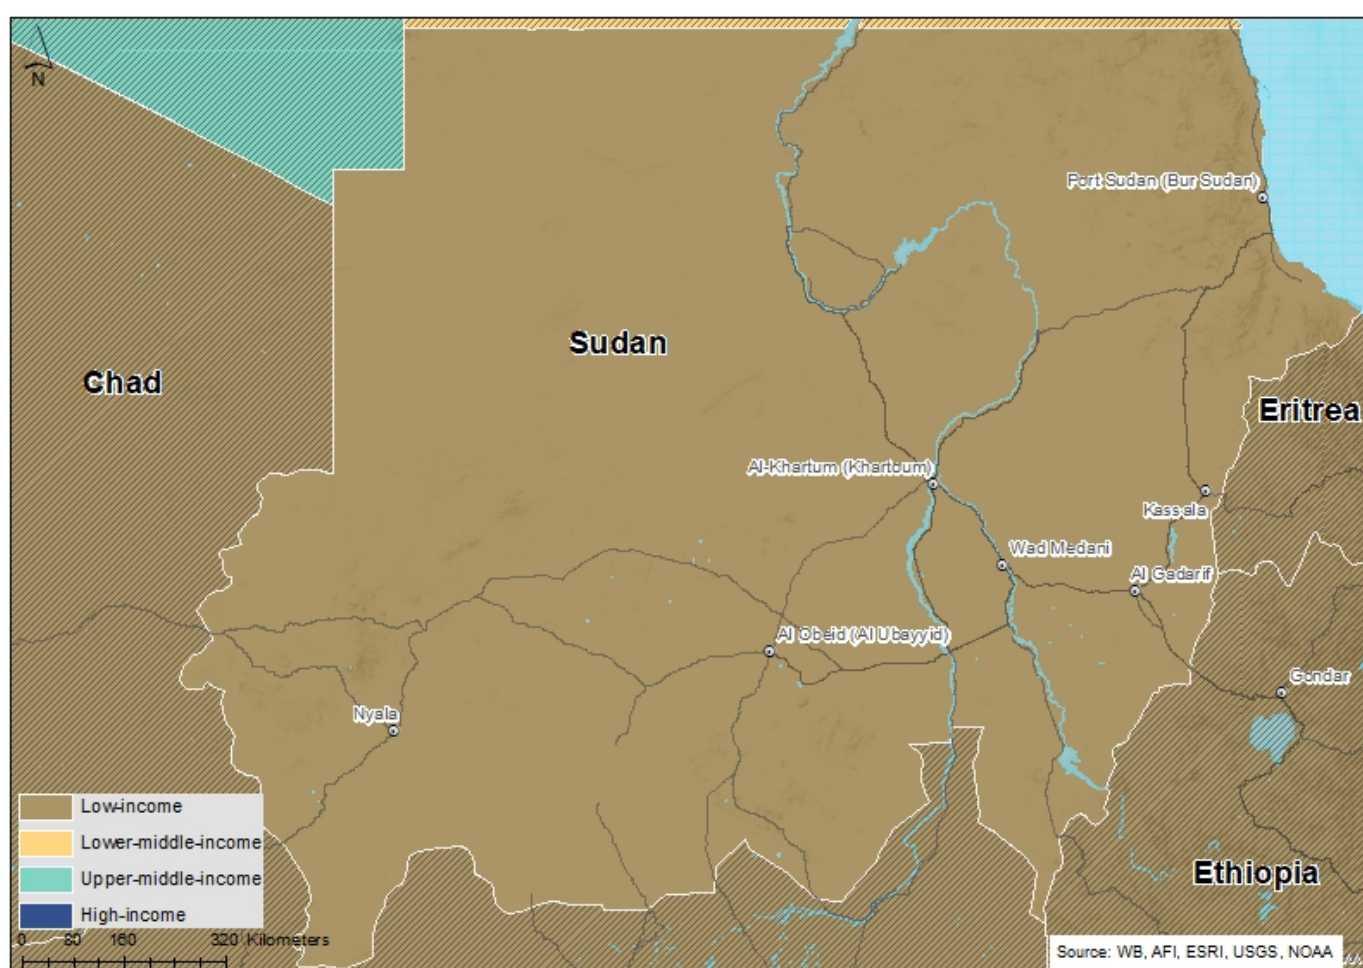 N
Port Sudan (Bur Sudan)
Sudan
Chad
Eritrea
Al-Khartum (Khartoum)
Kassala
Wad Medani
Al Gadarif
Al Obeid (Al Ubayyid)
Gondar
Nyala
Low-income
Lower-middle-income
Upper-middle-income
High-income
Ethiopia
0 80 160 320 Kilometers
Source: WB, AFI, ESRI, USGS, NOAA